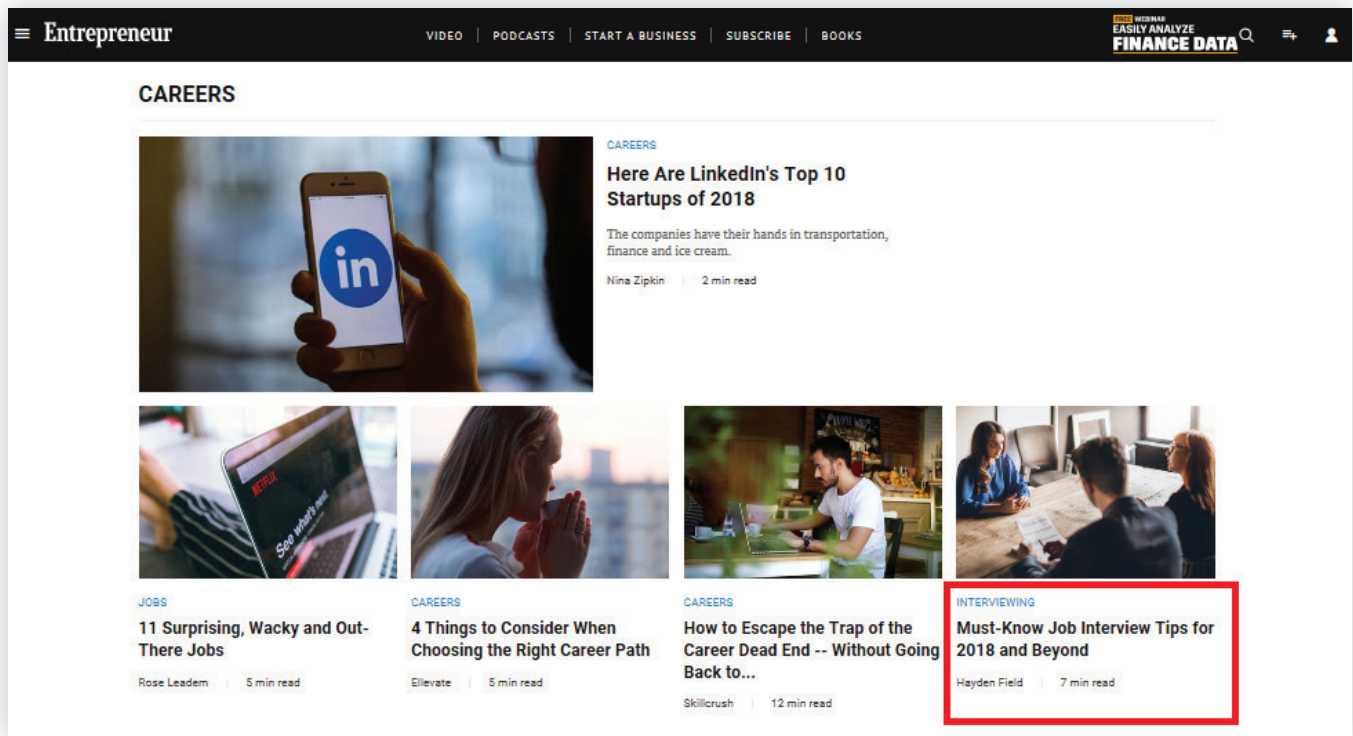 Entrepreneur
VIDEO
PODCASTS
START A BUSINESS
SUBSCRIBE
BOOKS
FREE WEBINAR
EASILY ANALYZE
FINANCE DATA
CAREERS
in
CAREERS
Here Are LinkedIn's Top 10
Startups of 2018
The companies have their hands in transportation,
finance and ice cream.
Nina Zipkin
2 min read
NETFLIX
See what's next.
JOBS
11 Surprising, Wacky and Out-
There Jobs
Rose Leadem
5 min read
CAREERS
4 Things to Consider When
Choosing the Right Career Path
Ellevate
5 min read
CAREERS
How to Escape the Trap of the
Career Dead End -- Without Going
Back to...
Skillcrush
12 min read
INTERVIEWING
Must-Know Job Interview Tips for
2018 and Beyond
Hayden Field
7 min read